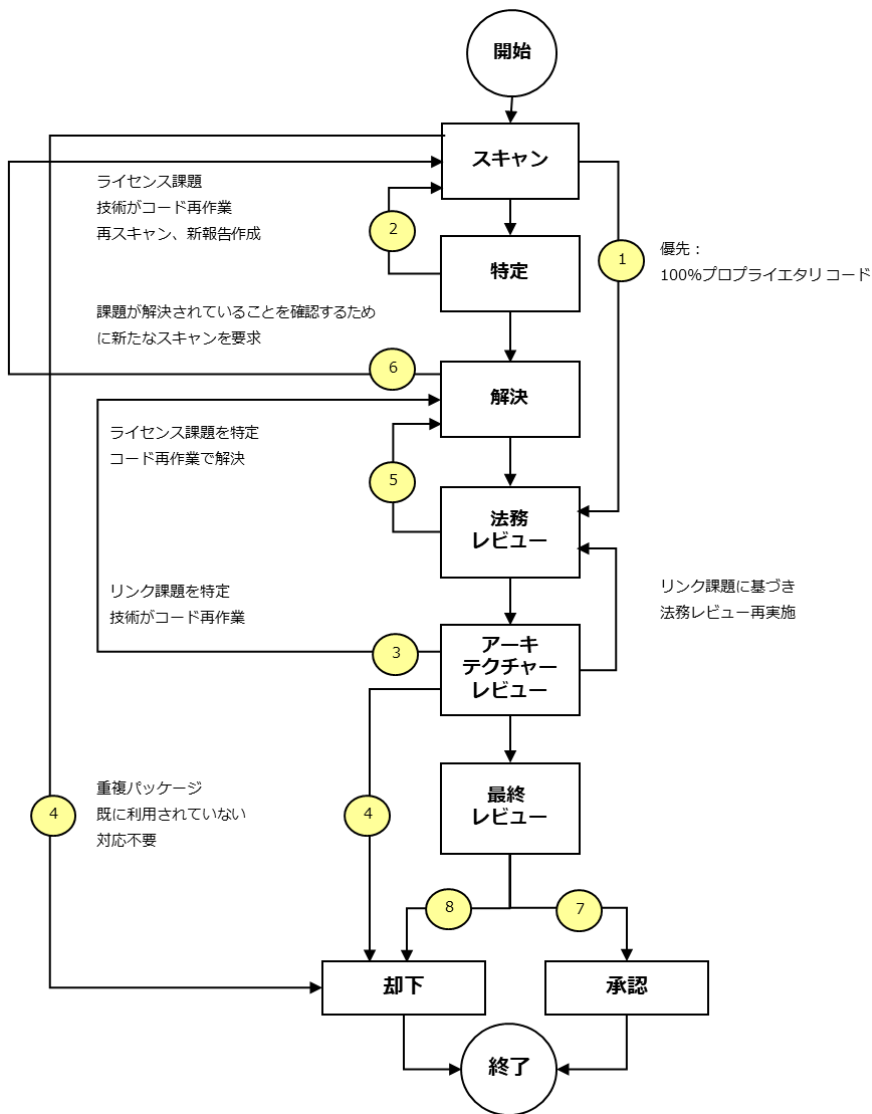 開始
スキャン
ライセンス課題
技術がコード再作業
再スキャン、新報告作成
2
1
優先：
100%プロプライエタリコード
特定
課題が解決されていることを確認するため
に新たなスキャンを要求
6
解決
ライセンス課題を特定
コード再作業で解決
5
法務
レビュー
リンク課題を特定
技術がコード再作業
リンク課題に基づき
法務レビュー再実施
3
アーキ
テクチャー
レビュー
重複パッケージ
既に利用されていない
対応不要
4
4
最終
レビュー
8
7
却下
承認
終了